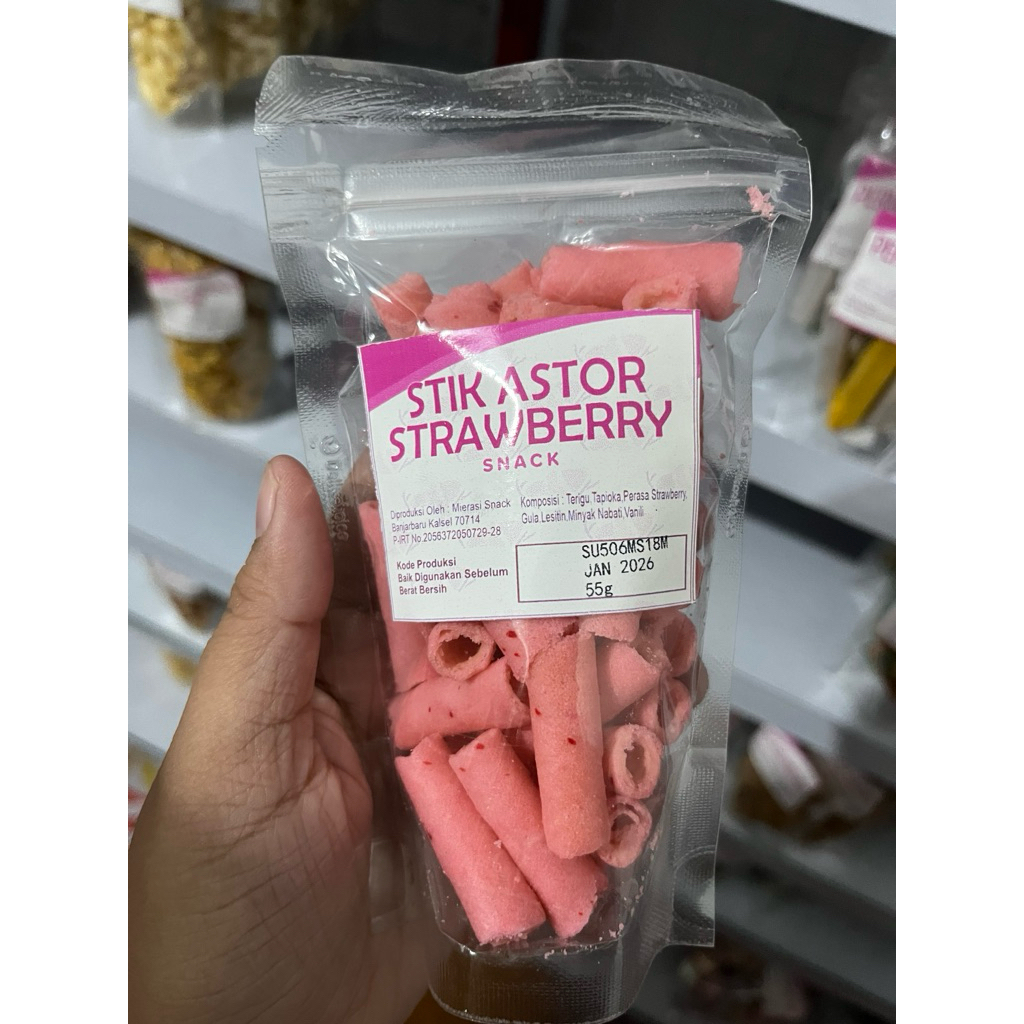 STIK ASTOR
STRAWBERRY
SNACK
Diproduksi Oleh : Mierasi Snack
Banjarbaru Kalsel 70714
P-IRT No.2056372050729-28
Komposisi : Terigu,Tapioka,Perasa Strawberry,
Gula,Lesitin,Minyak Nabati,Vanili
Kode Produksi
Baik Digunakan Sebelum
Berat Bersih
SU506MS18M
JAN 2026
55g